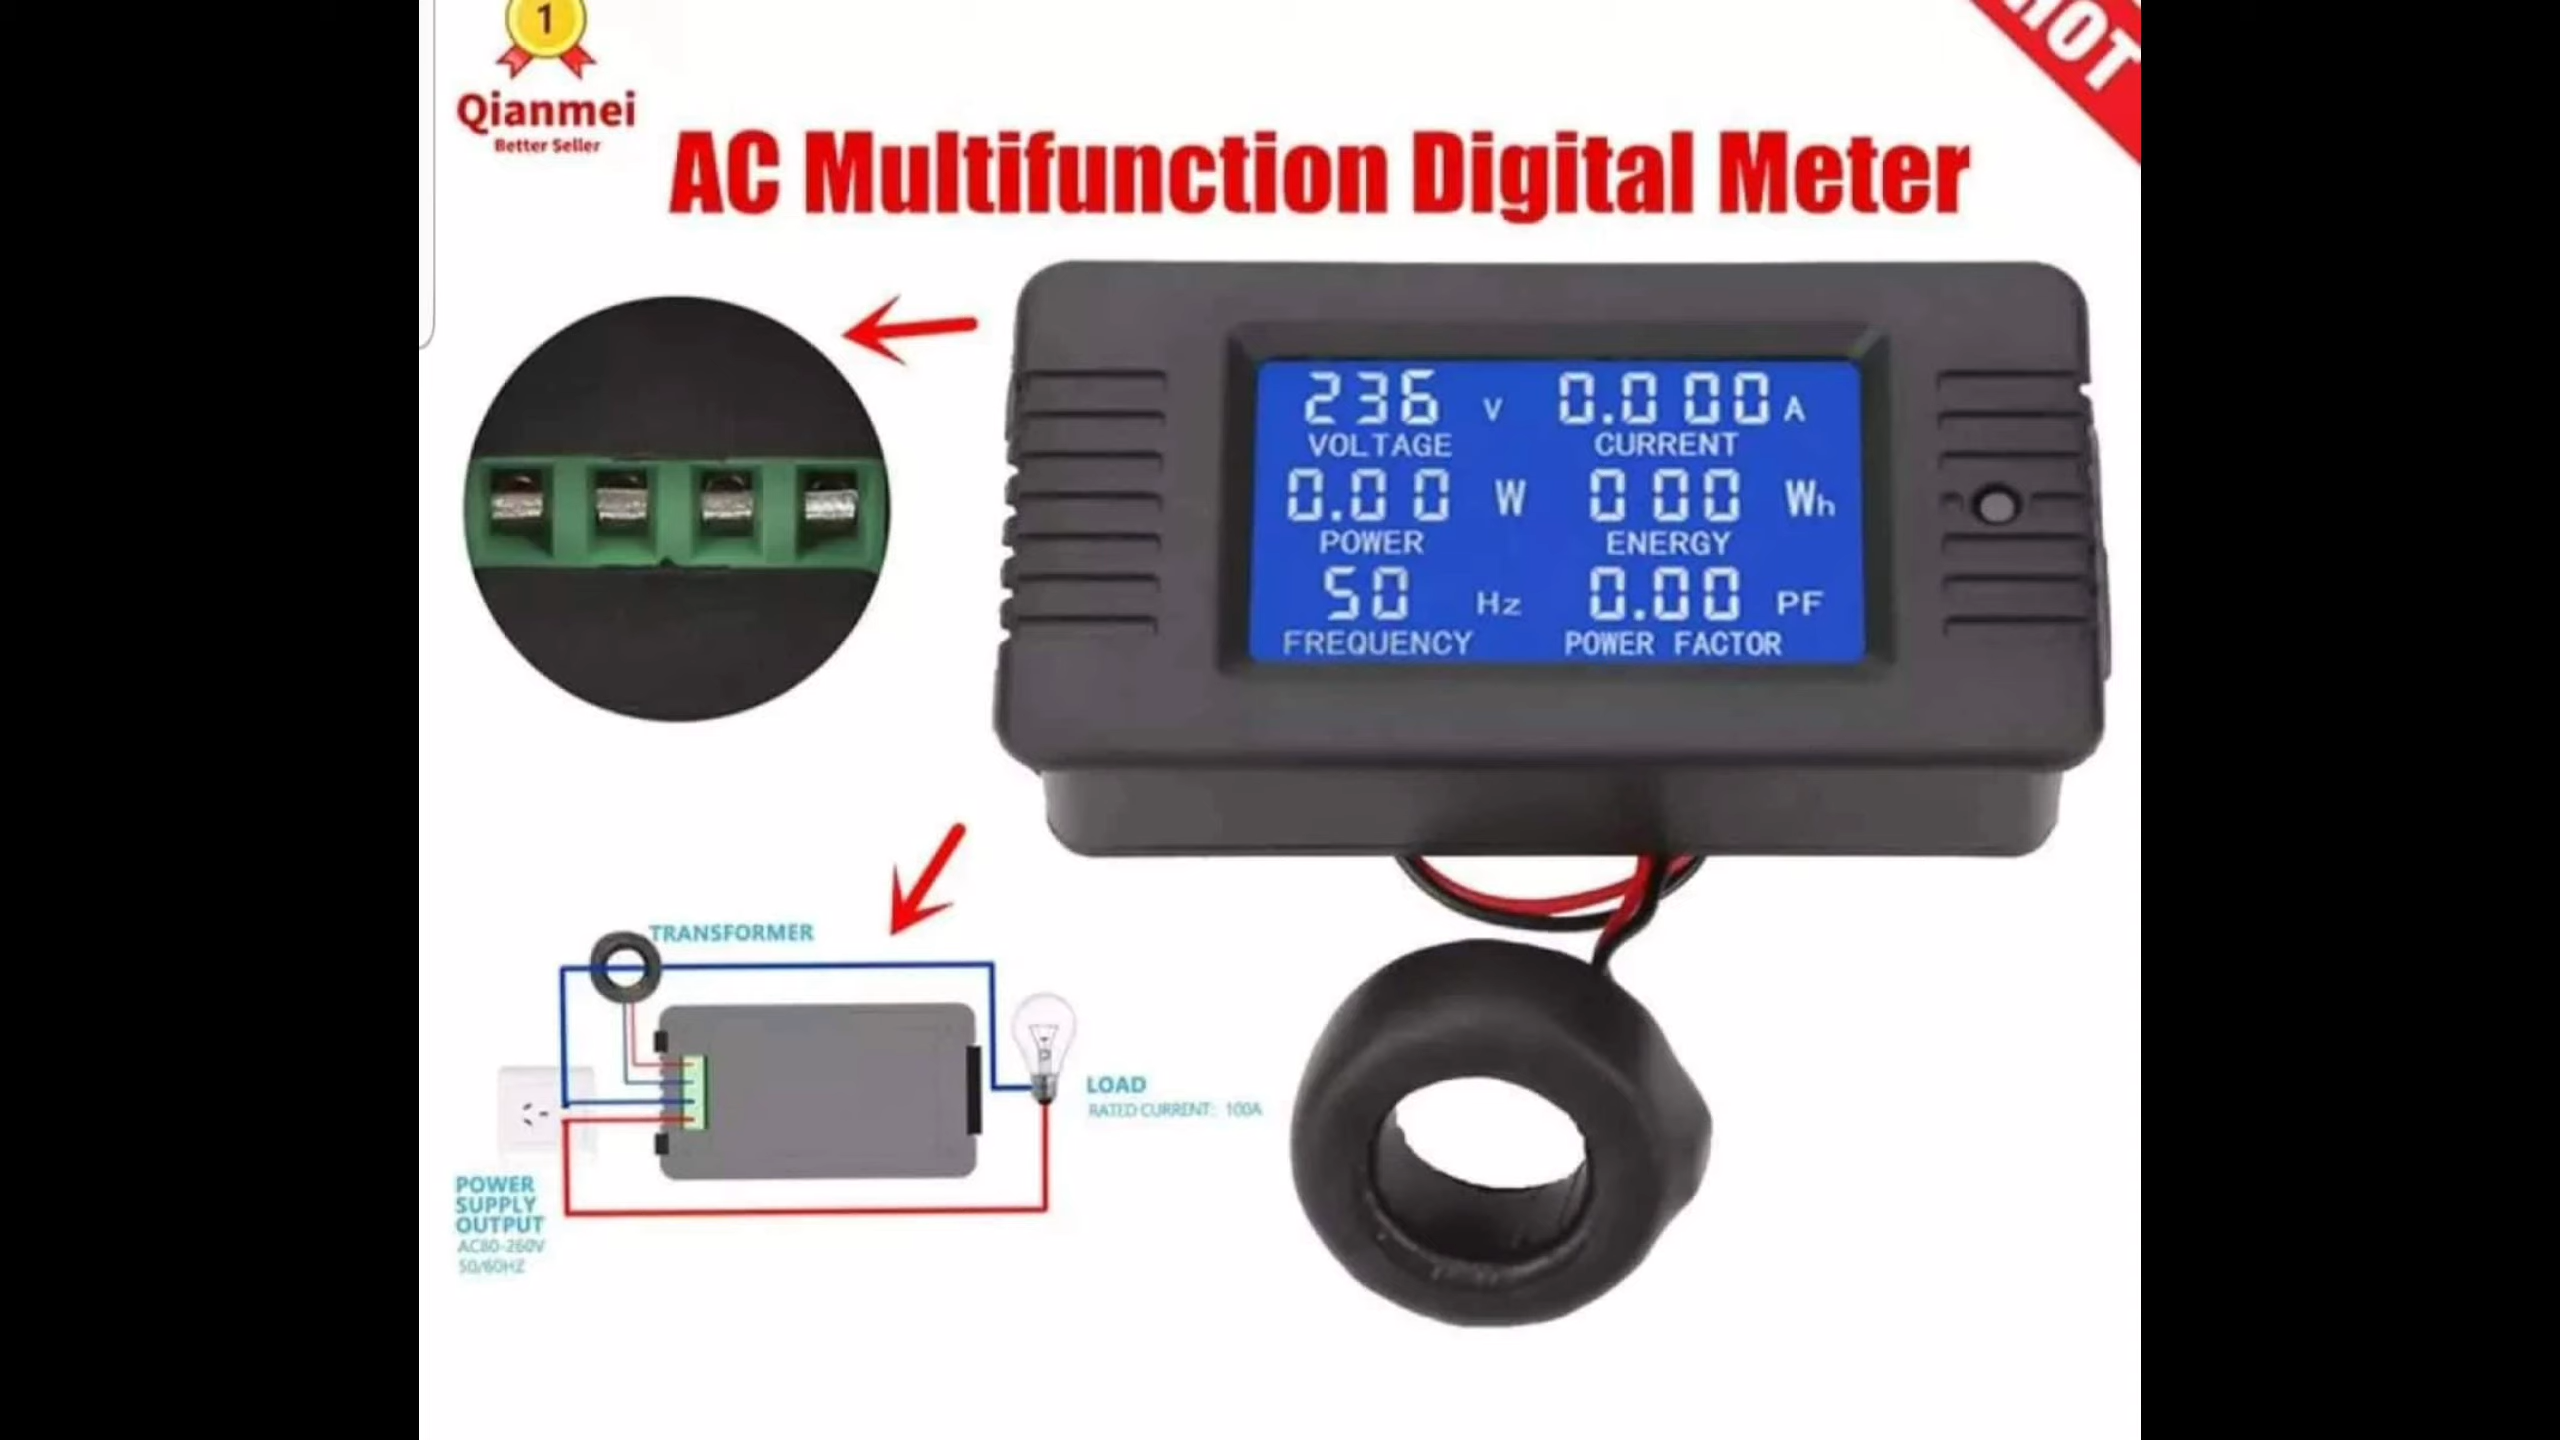 1
HOT
Qianmei
Better Seller
AC Multifunction Digital Meter
236 V 0.000 A
VOLTAGE CURRENT
0.00 W 000 Wh
POWER ENERGY
50 Hz 0.00 PF
FREQUENCY POWER FACTOR
TRANSFORMER
LOAD
RATED CURRENT: 100A
POWER
SUPPLY
OUTPUT
AC80-260V
50/60HZ